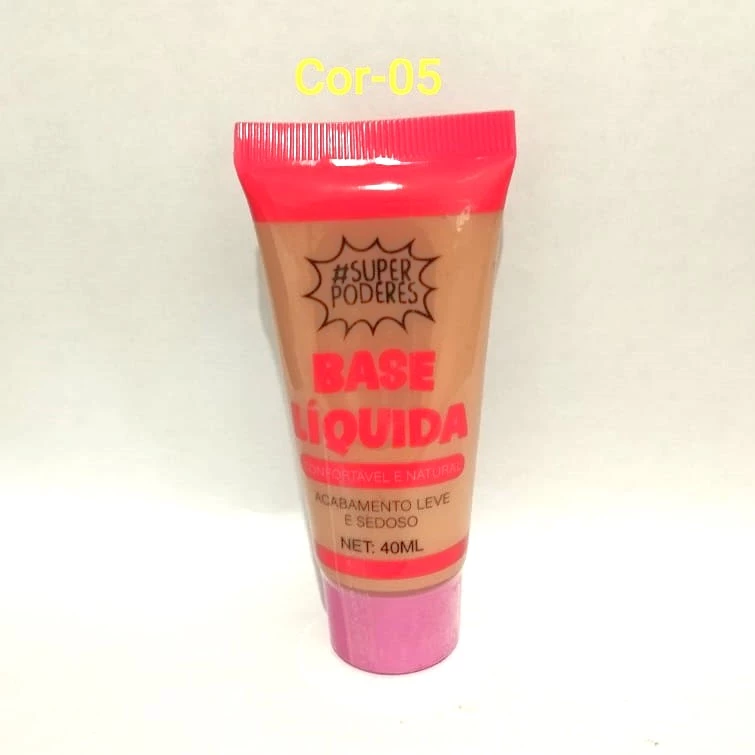 Cor-05
#SUPER
PODERES
BASE
LÍQUIDA
CONFORTÁVEL E NATURAL
ACABAMENTO LEVE
E SEDOSO
NET: 40ML